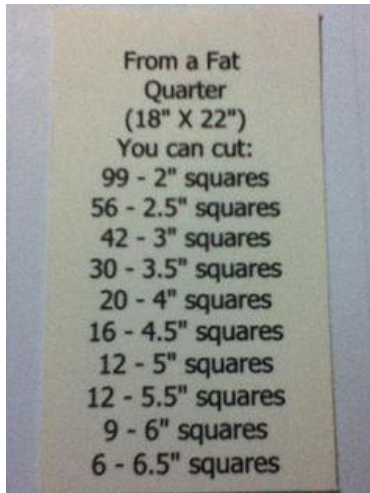 From a Fat
Quarter
(18" X 22")
You can cut:
99 - 2" squares
56 - 2.5" squares
42 - 3" squares
30 - 3.5" squares
20 - 4" squares
16 - 4.5" squares
12 - 5" squares
12 - 5.5" squares
9 - 6" squares
6 - 6.5" squares